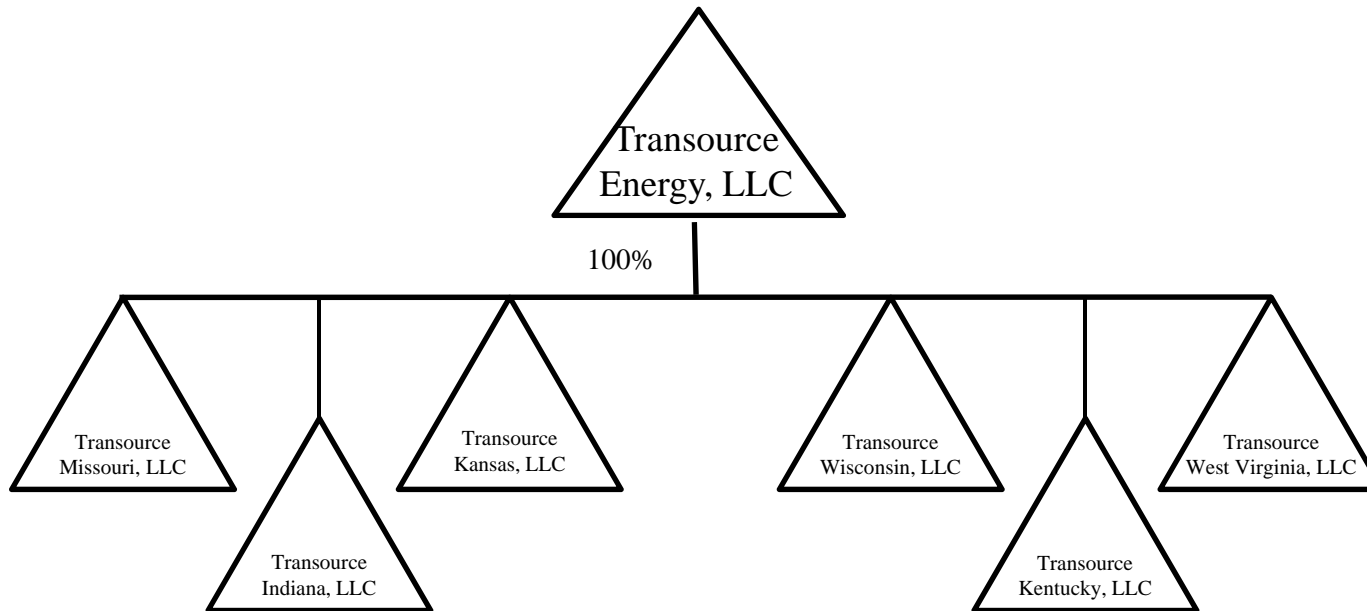 Transource
Energy, LLC
100%
Transource
Missouri, LLC
Transource
Kansas, LLC
Transource
Wisconsin, LLC
Transource
West Virginia, LLC
Transource
Indiana, LLC
Transource
Kentucky, LLC